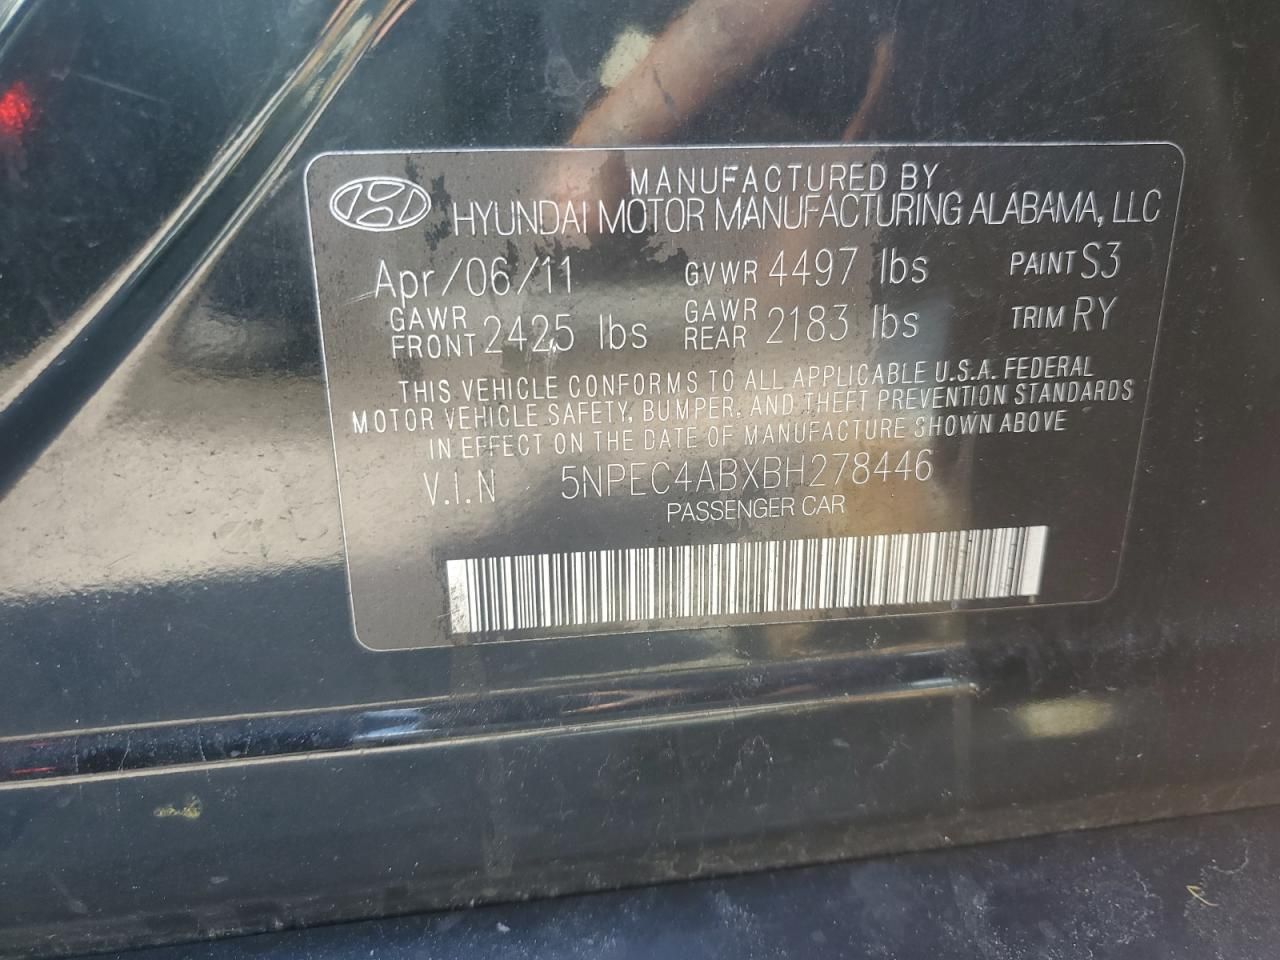 MANUFACTURED BY
HYUNDAI MOTOR MANUFACTURING ALABAMA, LLC
Apr/06/11 GVWR 4497 lbs PAINT S3
GAWR FRONT 2425 lbs GAWR REAR 2183 lbs TRIM RY
THIS VEHICLE CONFORMS TO ALL APPLICABLE U.S.A. FEDERAL
MOTOR VEHICLE SAFETY, BUMPER, AND THEFT PREVENTION STANDARDS
IN EFFECT ON THE DATE OF MANUFACTURE SHOWN ABOVE
V.I.N 5NPEC4ABXBH278446
PASSENGER CAR